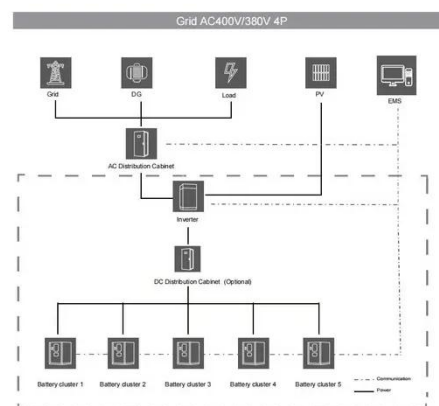 Grid AC400V/380V 4P
Grid
DG
Load
PV
EMS
AC Distribution Cabinet
Inverter
DC Distribution Cabinet (Optional)
Battery cluster 1
Battery cluster 2
Battery cluster 3
Battery cluster 4
Battery cluster 5
Communication
Power